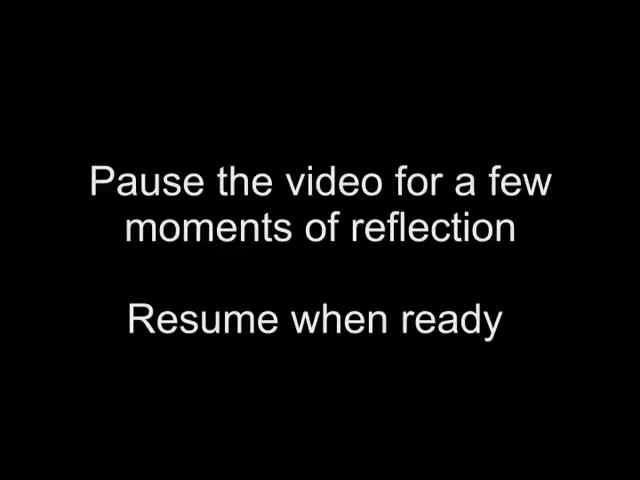 Pause the video for a few
moments of reflection
Resume when ready